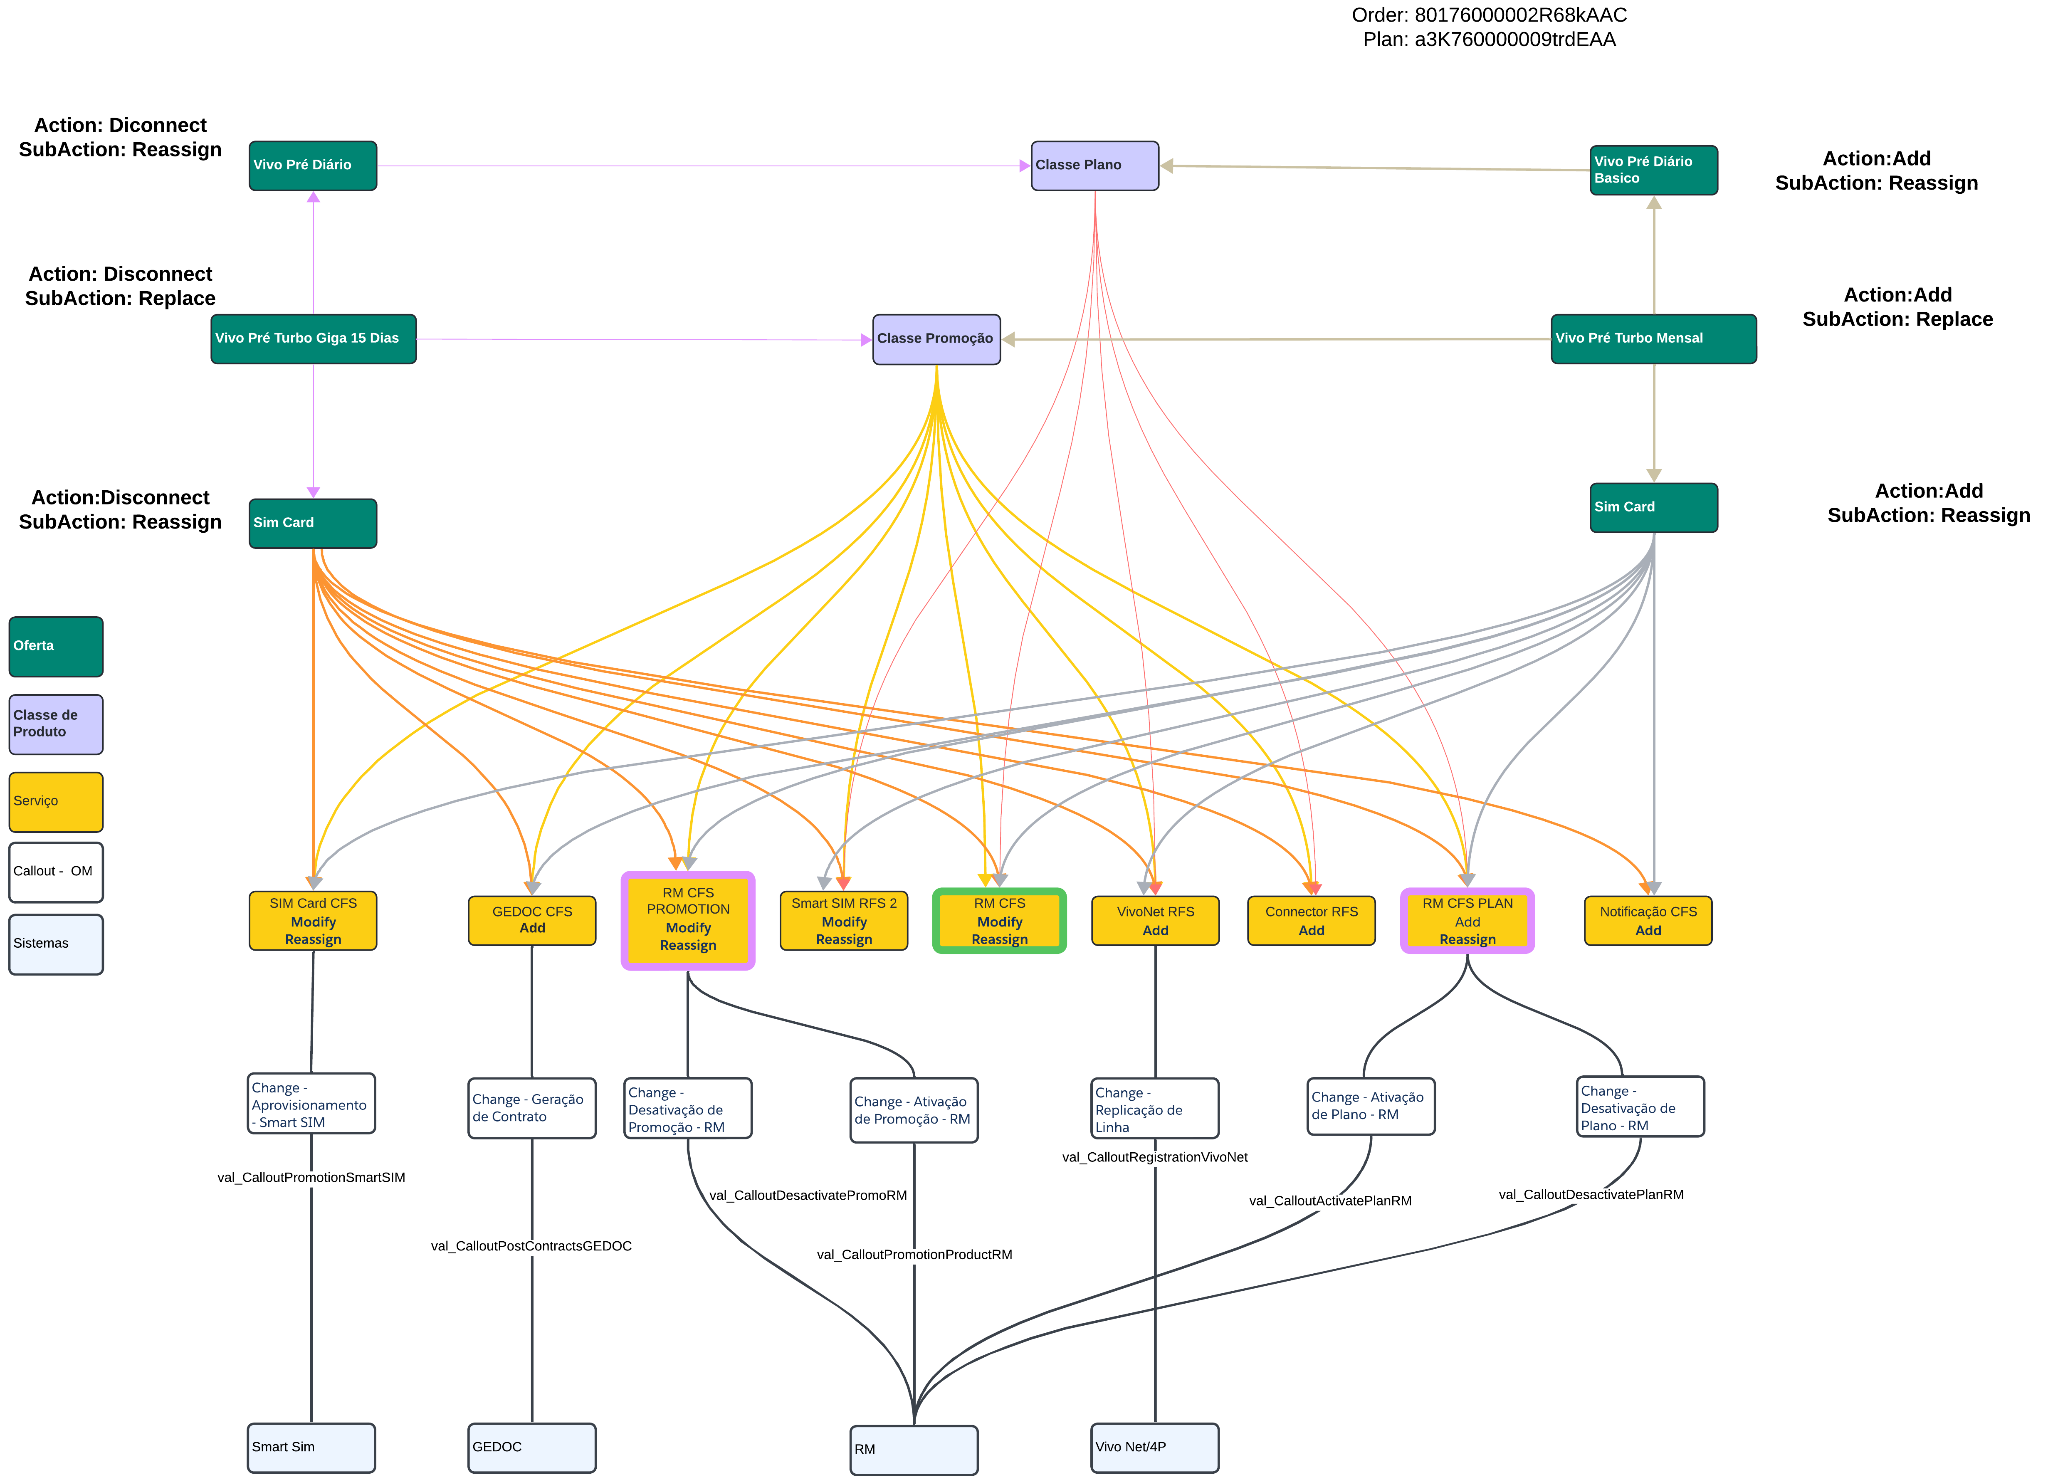 Order: 80176000002R68kAAC
Plan: a3K760000009trdEAA
Action: Diconnect
SubAction: Reassign
Vivo Pré Diário
Classe Plano
Vivo Pré Diário
Basico
Action:Add
SubAction: Reassign
Action: Disconnect
SubAction: Replace
Vivo Pré Turbo Giga 15 Dias
Classe Promoção
Vivo Pré Turbo Mensal
Action:Add
SubAction: Replace
Action:Disconnect
SubAction: Reassign
Sim Card
Sim Card
Action:Add
SubAction: Reassign
Oferta
Classe de
Produto
Serviço
Callout -  OM
Sistemas
SIM Card CFS
Modify
Reassign
GEDOC CFS
Add
RM CFS
PROMOTION
Modify
Reassign
Smart SIM RFS 2
Modify
Reassign
RM CFS
Modify
Reassign
VivoNet RFS
Add
Connector RFS
Add
RM CFS PLAN
Add
Reassign
Notificação CFS
Add
Change -
Aprovisionamento
- Smart SIM
Change - Geração
de Contrato
Change -
Desativação de
Promoção - RM
Change - Ativação
de Promoção - RM
Change -
Replicação de
Linha
Change - Ativação
de Plano - RM
Change -
Desativação de
Plano - RM
val_CalloutPromotionSmartSIM
val_CalloutPostContractsGEDOC
val_CalloutDesactivatePromoRM
val_CalloutPromotionProductRM
val_CalloutRegistrationVivoNet
val_CalloutActivatePlanRM
val_CalloutDesactivatePlanRM
Smart Sim
GEDOC
RM
Vivo Net/4P